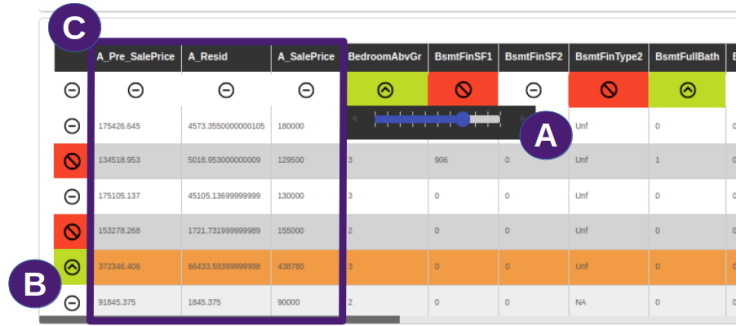 C
A_Pre_SalePrice A_Resid A_SalePrice BedroomAbvGr BsmtFinSF1 BsmtFinSF2 BsmtFinType2 BsmtFullBath
175426.645 4573.3550000000105 180000 Unf 0
A
134518.953 5018.953000000009 129500 3 906 0 Unf 1
175105.137 45105.13699999999 130000 3 0 0 Unf 0
153278.268 1721.731999999989 155000 2 0 0 Unf 0
372346.406 66433.59399999998 438780 3 0 0 Unf 0
B
91845.375 1845.375 90000 2 0 0 NA 0